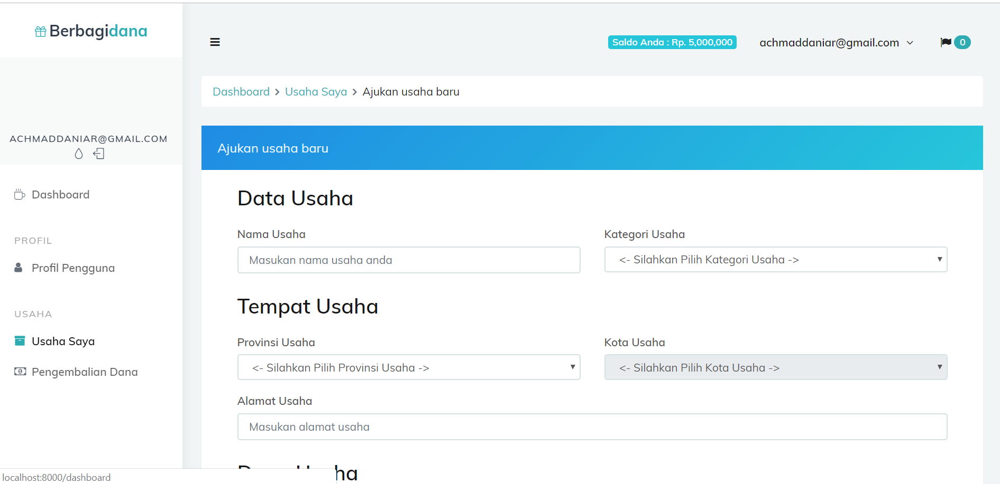 Berbagidana
Saldo Anda : Rp. 5,000,000
achmaddaniar@gmail.com
0
Dashboard > Usaha Saya > Ajukan usaha baru
ACHMADDANIAR@GMAIL.COM
Dashboard
PROFIL
Profil Pengguna
USAHA
Usaha Saya
Pengembalian Dana
Ajukan usaha baru
Data Usaha
Nama Usaha
Masukan nama usaha anda
Kategori Usaha
<- Silahkan Pilih Kategori Usaha ->
Tempat Usaha
Provinsi Usaha
<- Silahkan Pilih Provinsi Usaha ->
Kota Usaha
<- Silahkan Pilih Kota Usaha ->
Alamat Usaha
Masukan alamat usaha
localhost:8000/dashboard